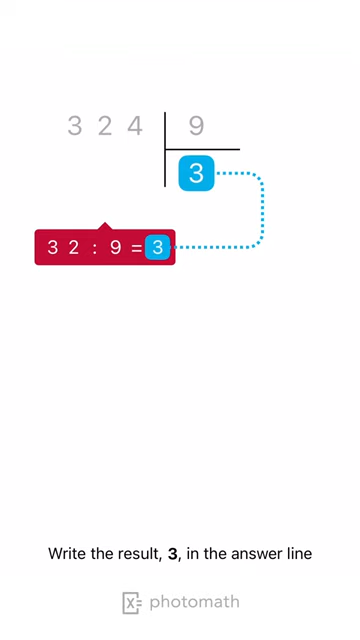 3 2 4 9
3
3 2 : 9 = 3
Write the result, 3, in the answer line
photomath